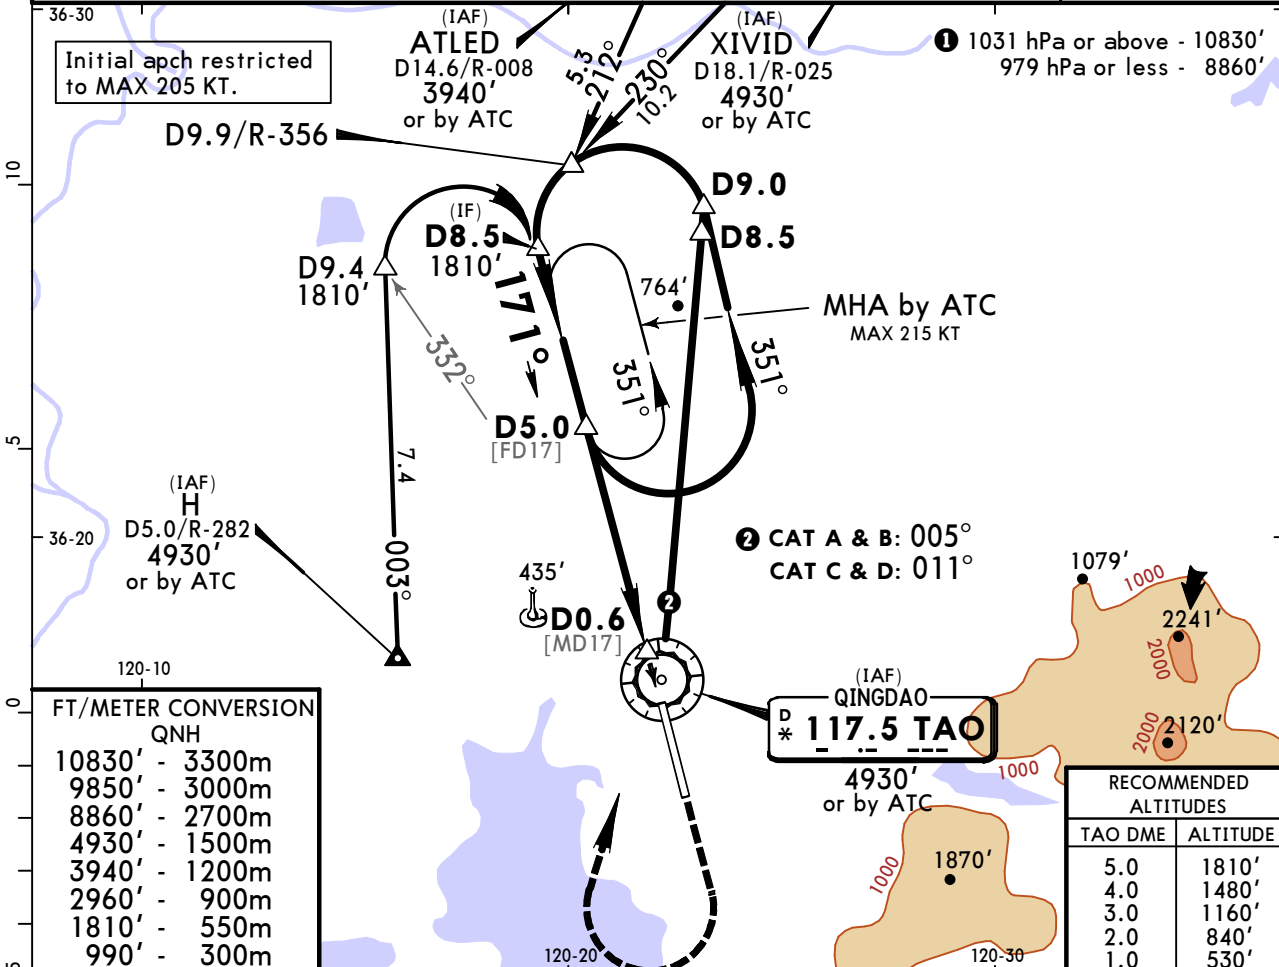 36-30
(IAF)
ATLED
D14.6/R-008
3940'
or by ATC
(IAF)
XIVID
D18.1/R-025
4930'
or by ATC
1 1031 hPa or above - 10830'
979 hPa or less - 8860'
Initial apch restricted
to MAX 205 KT.
5.3
212°
230°
10.2
D9.9/R-356
10
D9.0
D8.5
(IF)
D8.5
1810'
D9.4
1810'
171°
764'
MHA by ATC
MAX 215 KT
332°
351°
351°
D5.0
[FD17]
5
7.4
003°
(IAF)
H
D5.0/R-282
4930'
or by ATC
36-20
2 CAT A & B: 005°
CAT C & D: 011°
435'
D0.6
[MD17]
2
1079'
1000
2241'
2000
2120'
2000
1000
120-10
(IAF)
QINGDAO
D
* 117.5 TAO
4930'
or by ATC
0
FT/METER CONVERSION
QNH
10830' - 3300m
9850' - 3000m
8860' - 2700m
4930' - 1500m
3940' - 1200m
2960' - 900m
1810' - 550m
990' - 300m
1870'
1000
RECOMMENDED
ALTITUDES
TAO DME ALTITUDE
5.0 1810'
4.0 1480'
3.0 1160'
2.0 840'
1.0 530'
120-20
120-30